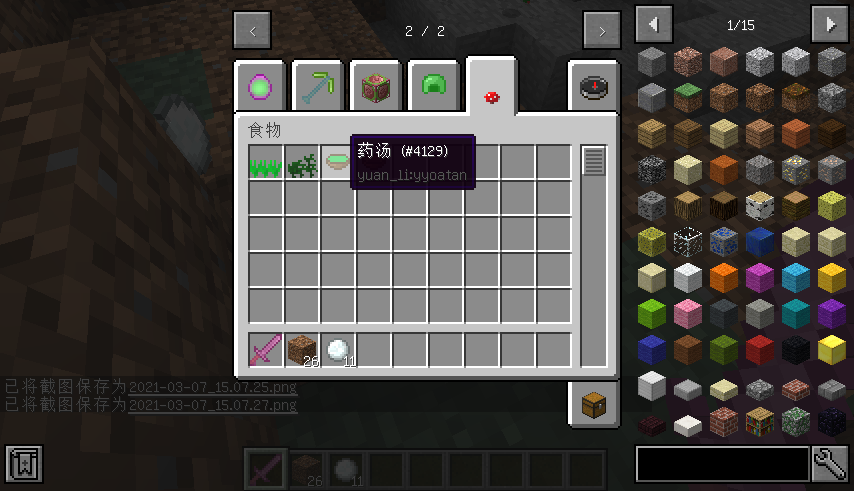 <
2 / 2
>
1/15
食物
药汤 (#4129)
yuan_li:yyoatan
26
11
已将截图保存为2021-03-07_15.07.25.png
已将截图保存为2021-03-07_15.07.27.png
26
11